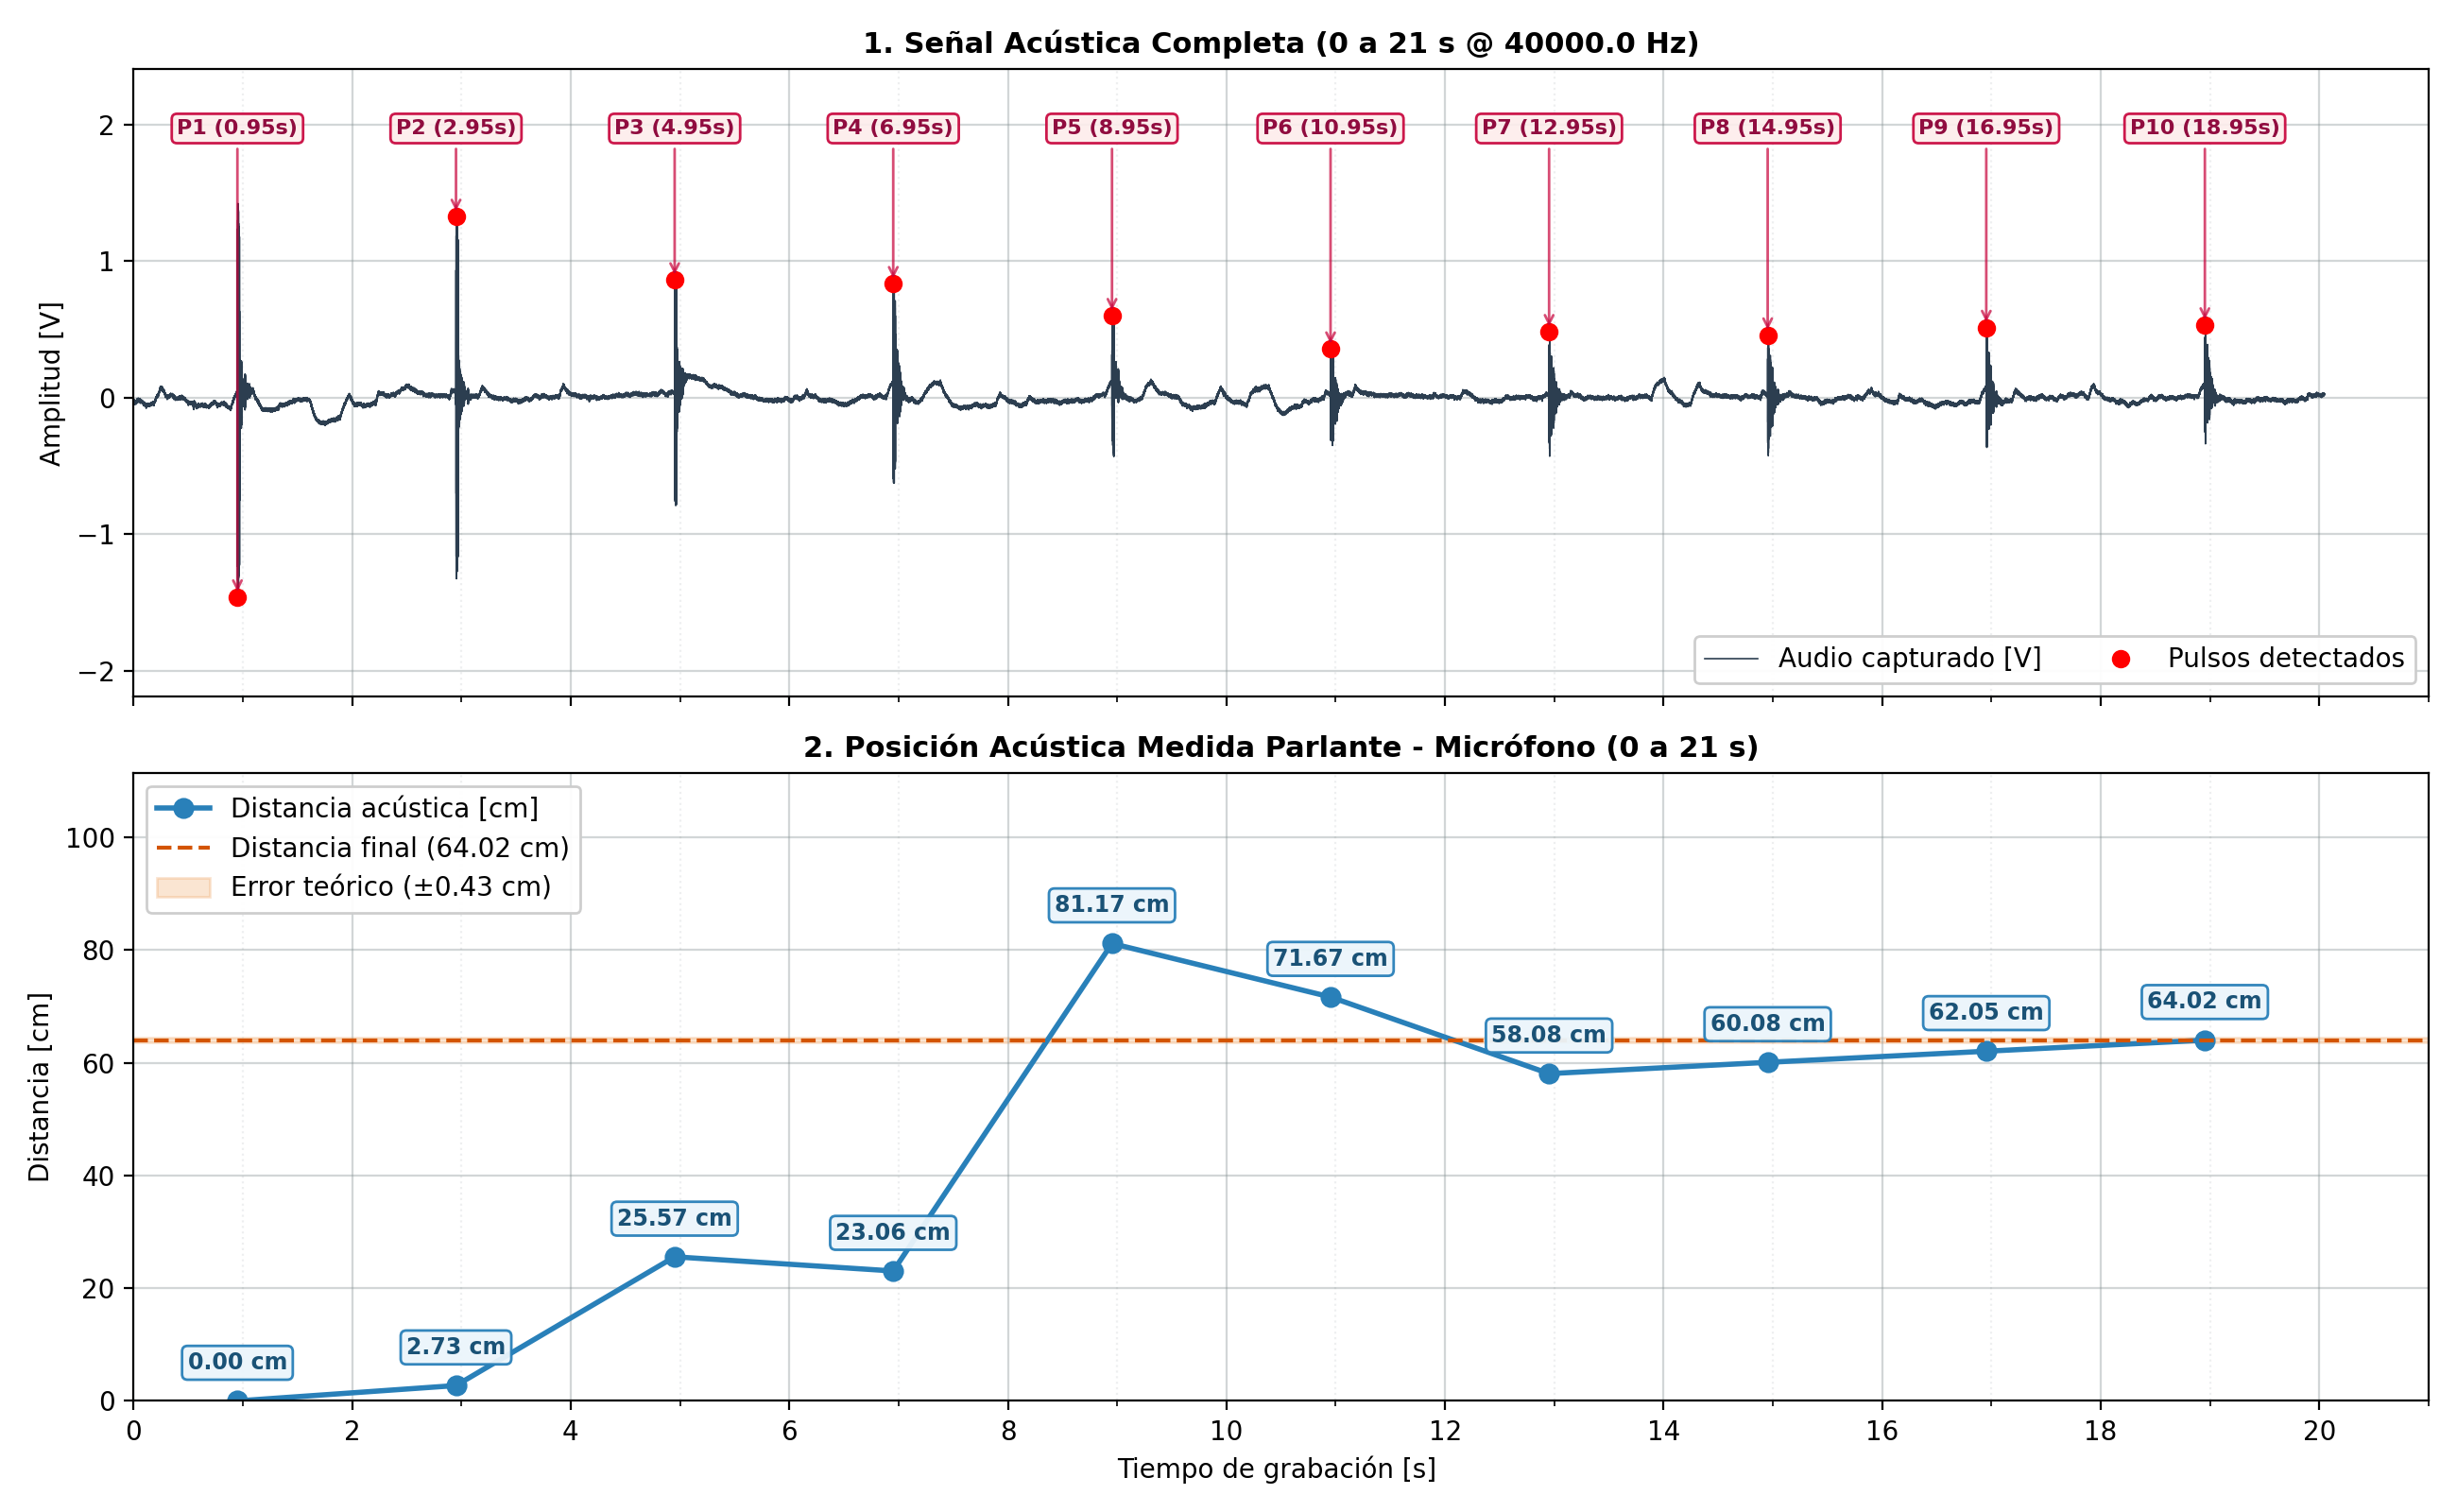 1. Señal Acústica Completa (0 a 21 s @ 40000.0 Hz)
P1 (0.95s) P2 (2.95s) P3 (4.95s) P4 (6.95s) P5 (8.95s) P6 (10.95s) P7 (12.95s) P8 (14.95s) P9 (16.95s) P10 (18.95s)
2
1
0
−1
−2
Amplitud [V]
Audio capturado [V] Pulsos detectados
2. Posición Acústica Medida Parlante - Micrófono (0 a 21 s)
Distancia acústica [cm]
Distancia final (64.02 cm)
Error teórico (±0.43 cm)
100
80
60
40
20
0
Distancia [cm]
0.00 cm
2.73 cm
25.57 cm
23.06 cm
81.17 cm
71.67 cm
58.08 cm
60.08 cm
62.05 cm
64.02 cm
0 2 4 6 8 10 12 14 16 18 20
Tiempo de grabación [s]